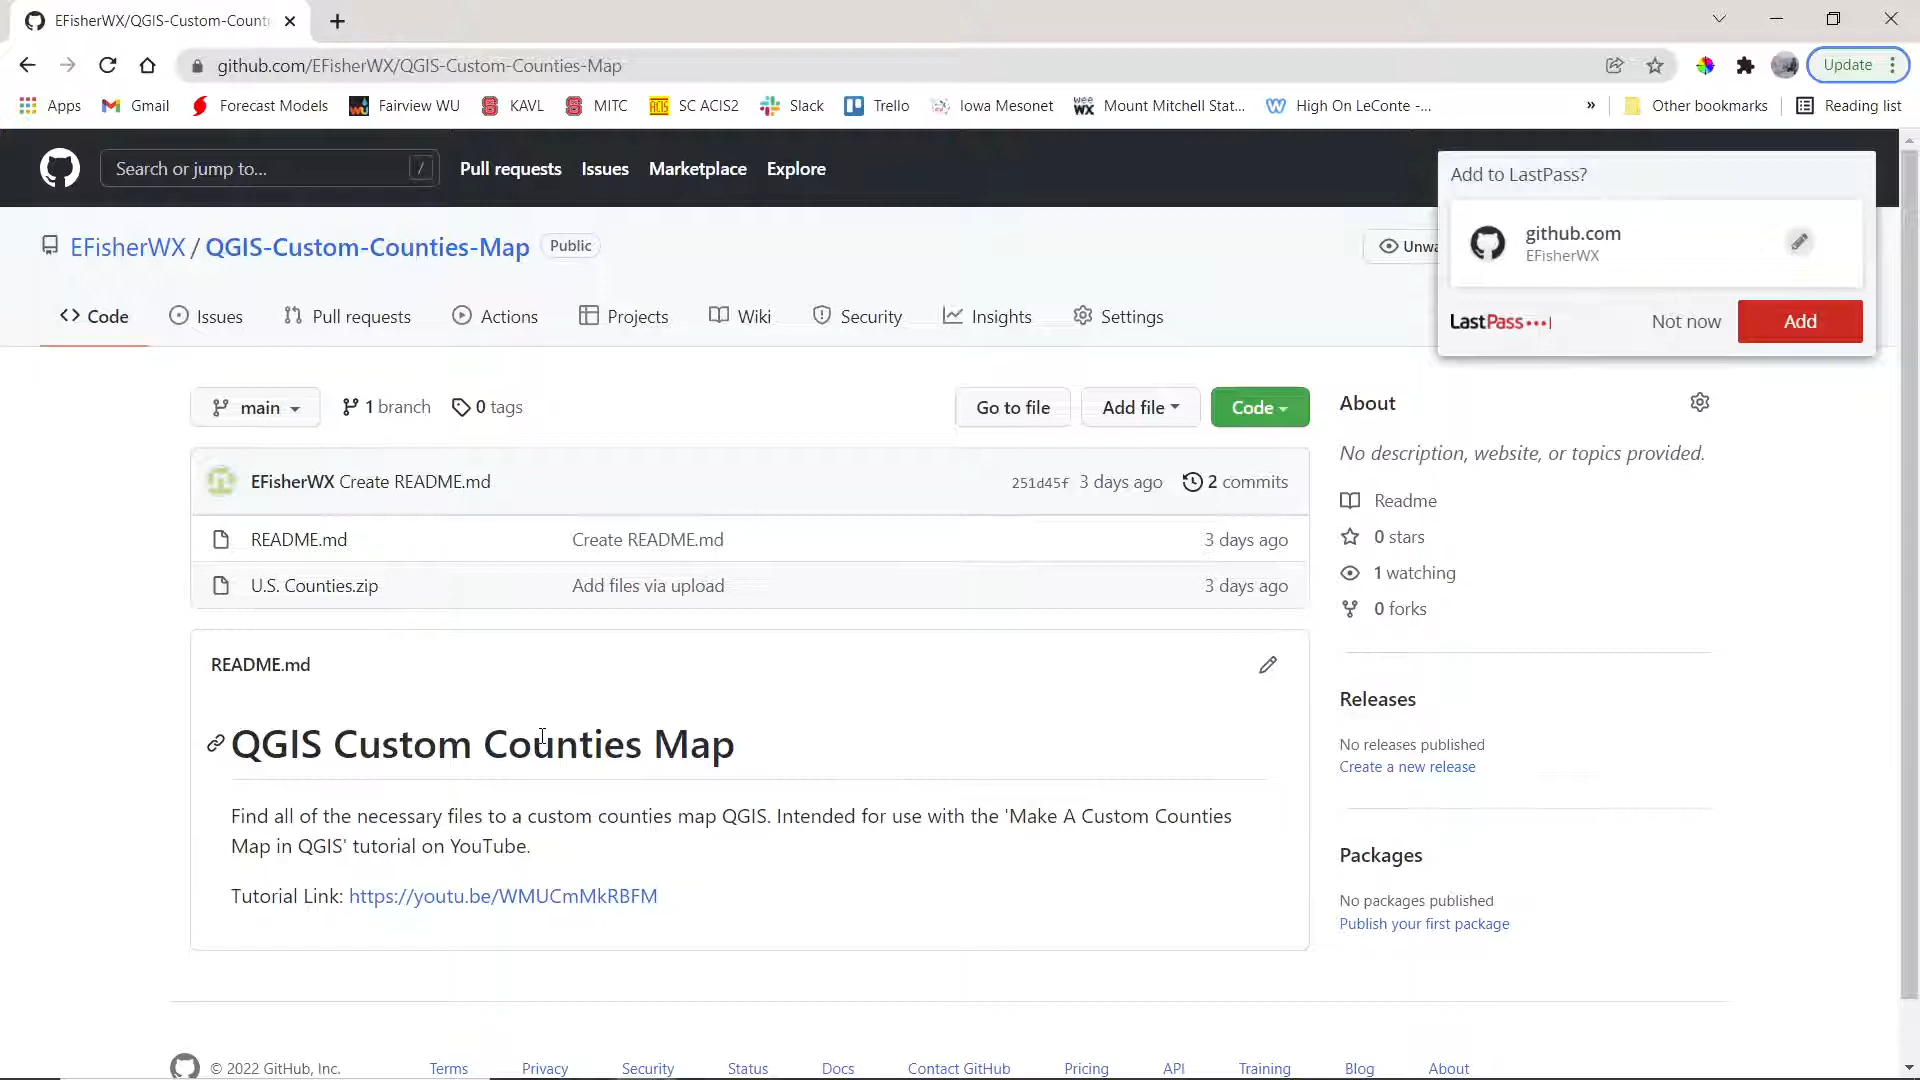 EFisherWX/QGIS-Custom-Count
github.com/EFisherWX/QGIS-Custom-Counties-Map
Update
Apps
Gmail
Forecast Models
Fairview WU
KAVL
MITC
SC ACIS2
Slack
Trello
Iowa Mesonet
Mount Mitchell Stat...
High On LeConte -...
»
Other bookmarks
Reading list
Search or jump to...
/
Pull requests
Issues
Marketplace
Explore
Add to LastPass?
github.com
EFisherWX
LastPass
Not now
Add
EFisherWX / QGIS-Custom-Counties-Map
Public
Unwa
Code
Issues
Pull requests
Actions
Projects
Wiki
Security
Insights
Settings
main
1 branch
0 tags
Go to file
Add file
Code
EFisherWX Create README.md
251d45f 3 days ago
2 commits
README.md
Create README.md
3 days ago
U.S. Counties.zip
Add files via upload
3 days ago
README.md
QGIS Custom Counties Map
Find all of the necessary files to a custom counties map QGIS. Intended for use with the 'Make A Custom Counties
Map in QGIS' tutorial on YouTube.
Tutorial Link: https://youtu.be/WMUCmMkRBFM
About
No description, website, or topics provided.
Readme
0 stars
1 watching
0 forks
Releases
No releases published
Create a new release
Packages
No packages published
Publish your first package
© 2022 GitHub, Inc.
Terms
Privacy
Security
Status
Docs
Contact GitHub
Pricing
API
Training
Blog
About